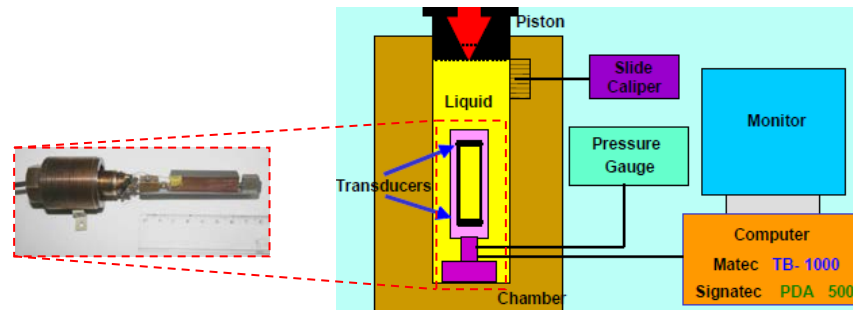 Piston
Slide
Caliper
Liquid
Monitor
Pressure
Gauge
Transducers
Computer
Matec TB- 1000
Signatec PDA 500
Chamber